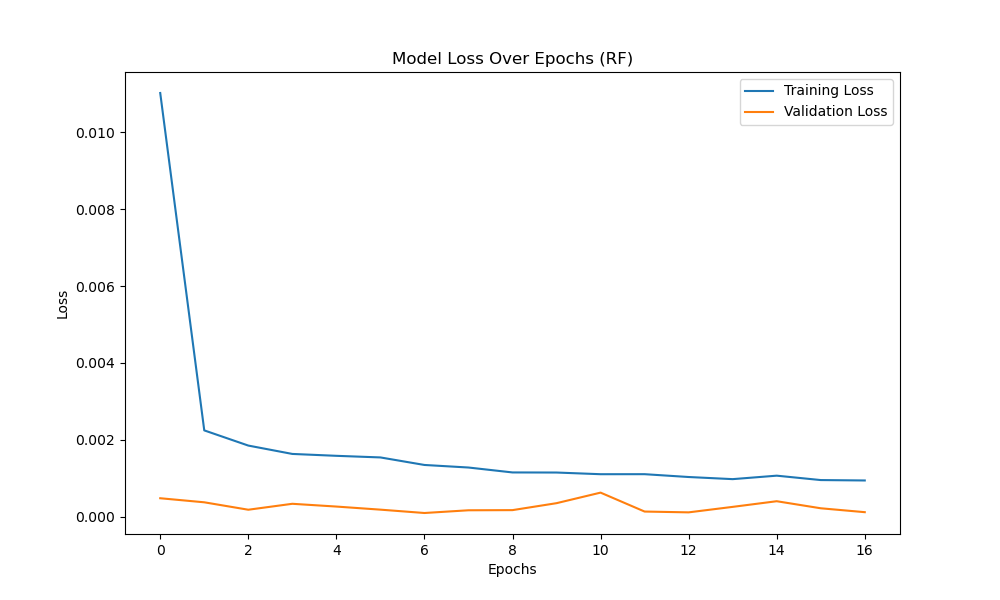 Model Loss Over Epochs (RF)
Training Loss
Validation Loss
0.010
0.008
0.006
0.004
0.002
0.000
Loss
0 2 4 6 8 10 12 14 16
Epochs